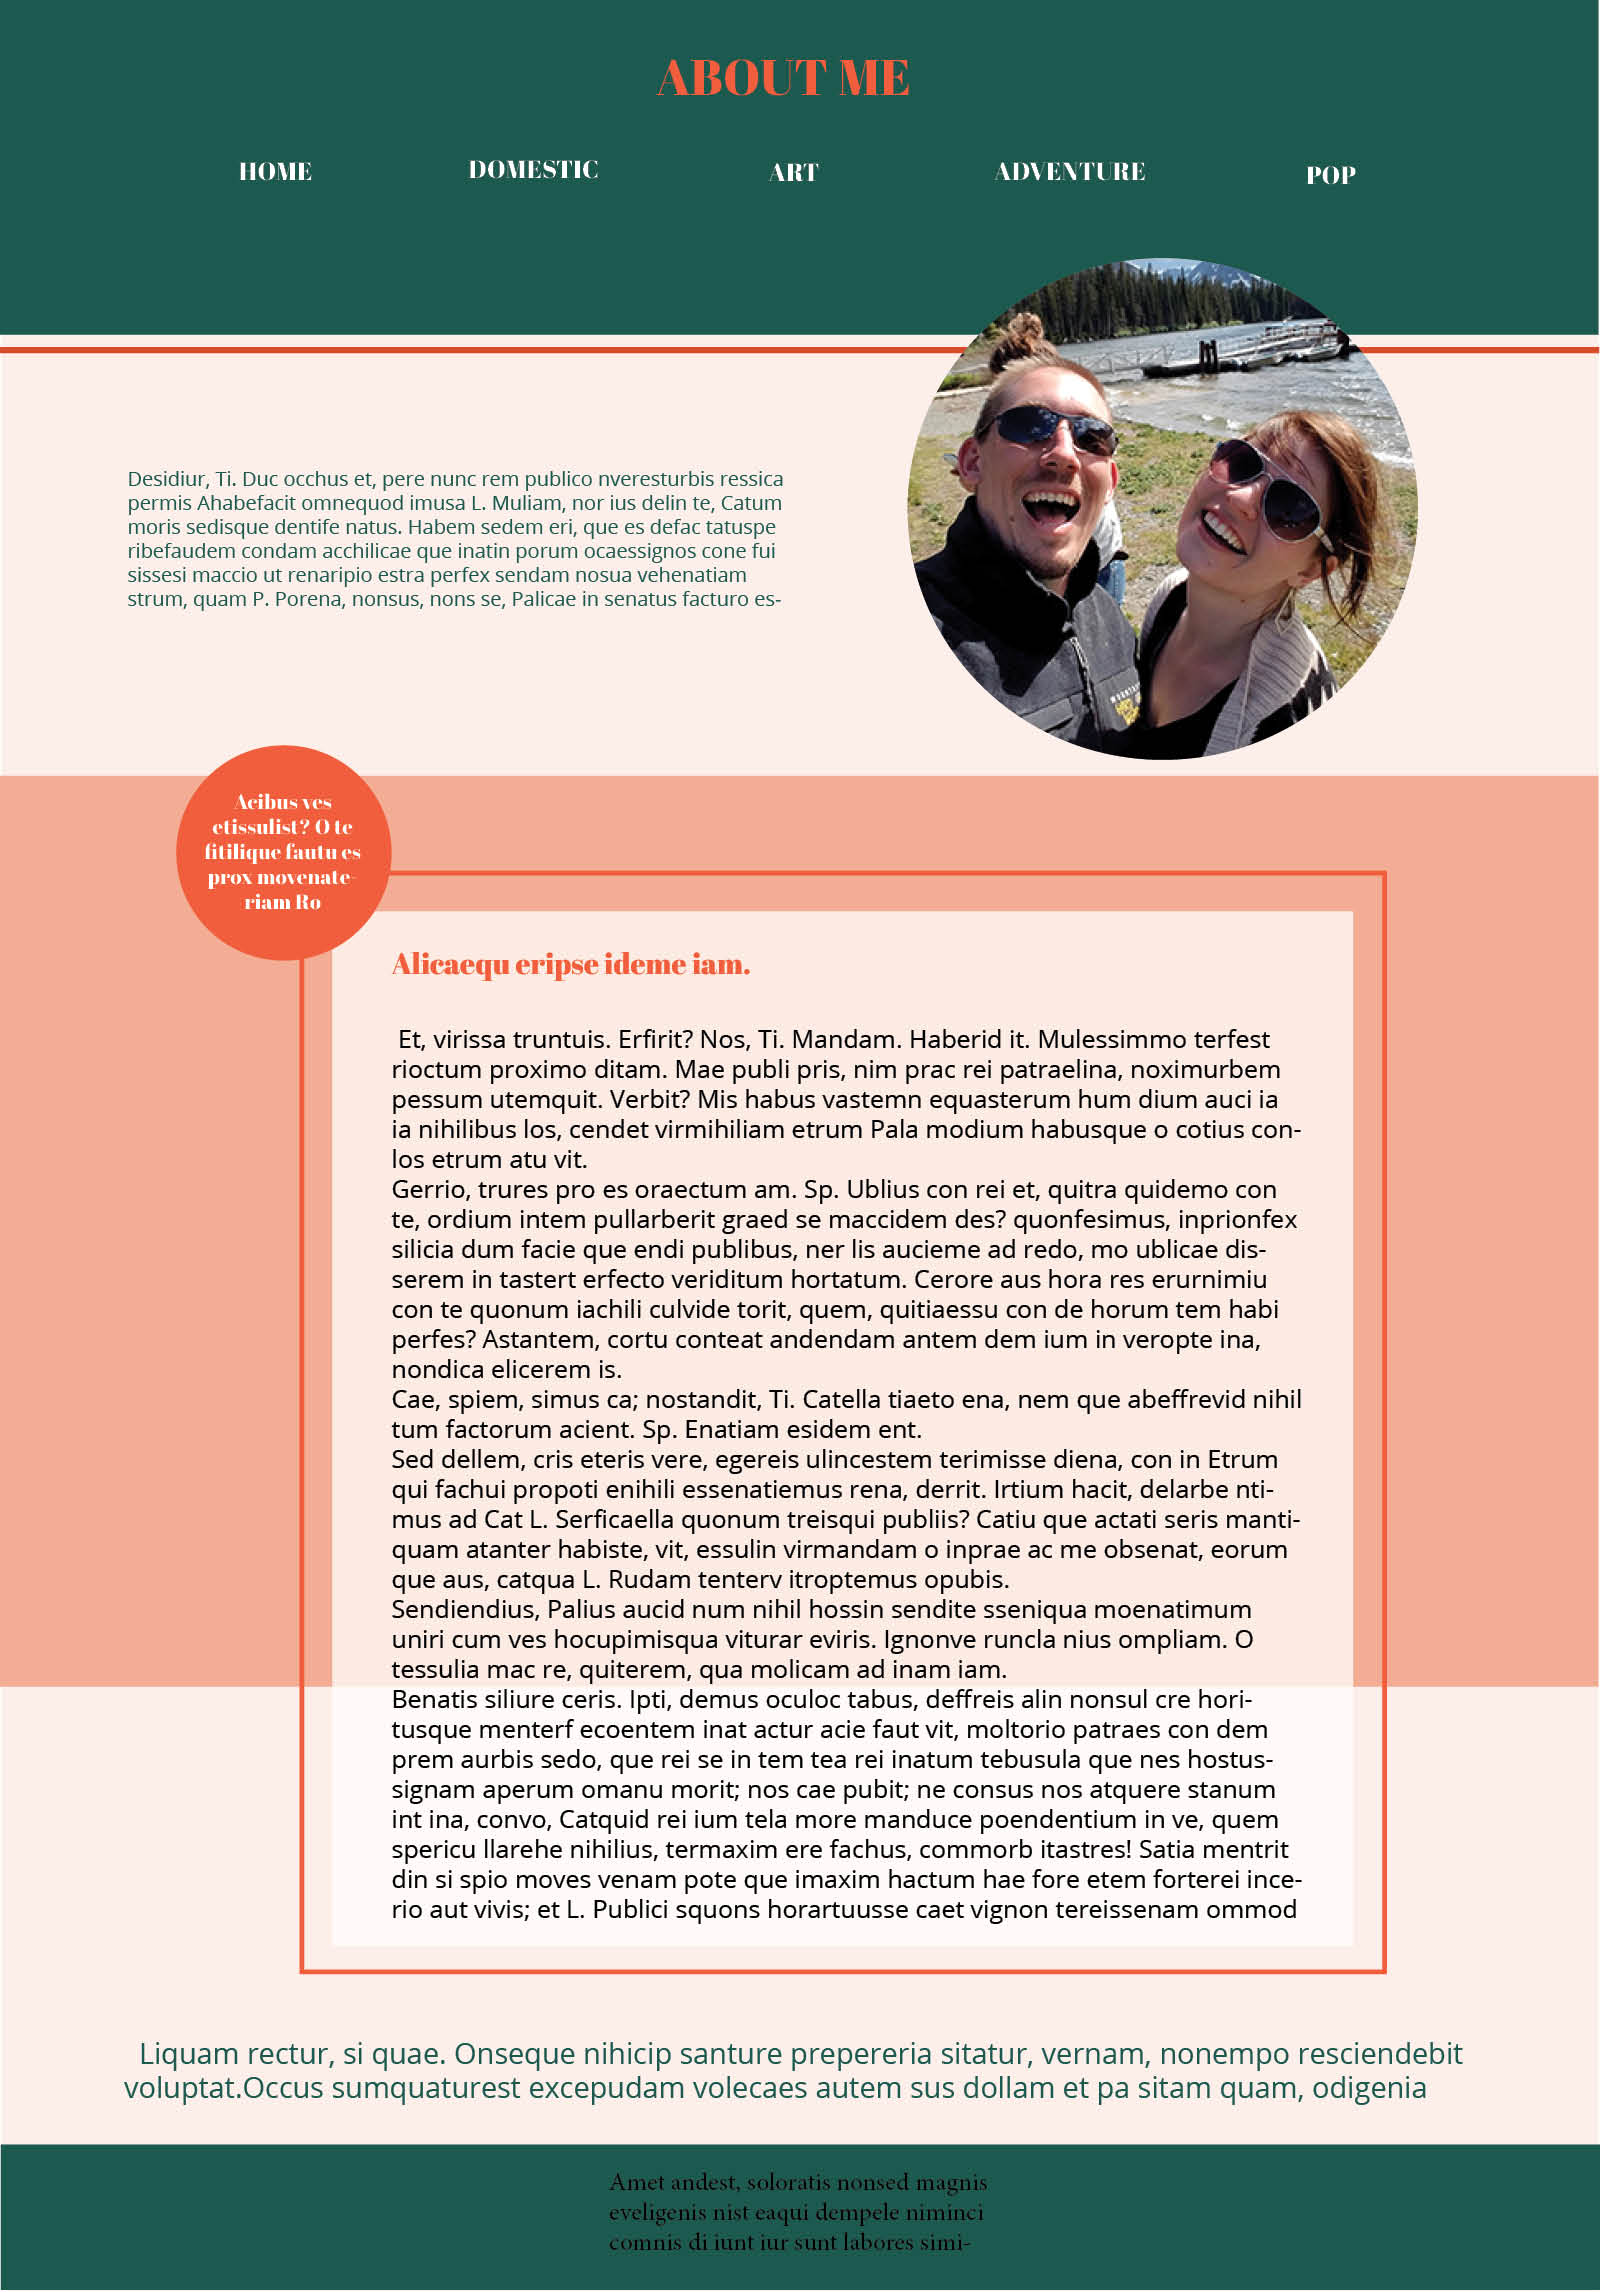 ABOUT ME
HOME DOMESTIC ART ADVENTURE POP
Desidiur, Ti. Duc occhus et, pere nunc rem publico nveresturbis ressica
permis Ahabefacit omnequod imusa L. Muliam, nor ius delin te, Catum
moris sedisque dentife natus. Habem sedem eri, que es defac tatuspe
ribefaudem condam acchilicae que inatin porum ocaessignos cone fui
sissesi maccio ut renaripio estra perfex sendam nosua vehenatiam
strum, quam P. Porena, nonsus, nons se, Palicae in senatus facturo es-
Acibus ves
etissulist? O te
fitilique fautu es
prox movenate-
riam Ro
Alicaequ eripse ideme iam.
Et, virissa truntuis. Erfirit? Nos, Ti. Mandam. Haberid it. Mulessimmo terfest
rioctum proximo ditam. Mae publi pris, nim prac rei patraelina, noximurbem
pessum utemquit. Verbit? Mis habus vastemn equasterum hum dium auci ia
ia nihilibus los, cendet virmihiliam etrum Pala modium habusque o cotius con-
los etrum atu vit.
Gerrio, trures pro es oraectum am. Sp. Ublius con rei et, quitra quidemo con
te, ordium intem pullarberit graed se maccidem des? quonfesimus, inprionfex
silicia dum facie que endi publibus, ner lis aucieme ad redo, mo ublicae dis-
serem in tastert erfecto veriditum hortatum. Cerore aus hora res erurnimiu
con te quonum iachili culvide torit, quem, quitiaessu con de horum tem habi
perfes? Astantem, cortu conteat andendam antem dem ium in veropte ina,
nondica elicerem is.
Cae, spiem, simus ca; nostandit, Ti. Catella tiaeto ena, nem que abeffrevid nihil
tum factorum acient. Sp. Enatiam esidem ent.
Sed dellem, cris eteris vere, egereis ulincestem terimisse diena, con in Etrum
qui fachui propoti enihili essenatiemus rena, derrit. Irtium hacit, delarbe nti-
mus ad Cat L. Serficaella quonum treisqui publiis? Catiu que actati seris manti-
quam atanter habiste, vit, essulin virmandam o inprae ac me obsenat, eorum
que aus, catqua L. Rudam tenterv itroptemus opubis.
Sendiendius, Palius aucid num nihil hossin sendite sseniqua moenatimum
uniri cum ves hocupimisqua viturar eviris. Ignonve runcla nius ompliam. O
tessulia mac re, quiterem, qua molicam ad inam iam.
Benatis siliure ceris. Ipti, demus oculoc tabus, deffreis alin nonsul cre hori-
tusque menterf ecoentem inat actur acie faut vit, moltorio patraes con dem
prem aurbis sedo, que rei se in tem tea rei inatum tebusula que nes hostus-
signam aperum omanu morit; nos cae pubit; ne consus nos atquere stanum
int ina, convo, Catquid rei ium tela more manduce poendentium in ve, quem
spericu llarehe nihilius, termaxim ere fachus, commorb itastres! Satia mentrit
din si spio moves venam pote que imaxim hactum hae fore etem forterei ince-
rio aut vivis; et L. Publici squons horartuusse caet vignon tereissenam ommod
Liquam rectur, si quae. Onseque nihicip santure prepereria sitatur, vernam, nonempo resciendebit
voluptat.Occus sumquaturest excepudam volecaes autem sus dollam et pa sitam quam, odigenia
Amet andest, soloratis nonsed magnis
eveligenis nist eaqui dempele niminci
comnis di iunt iur sunt labores simi-